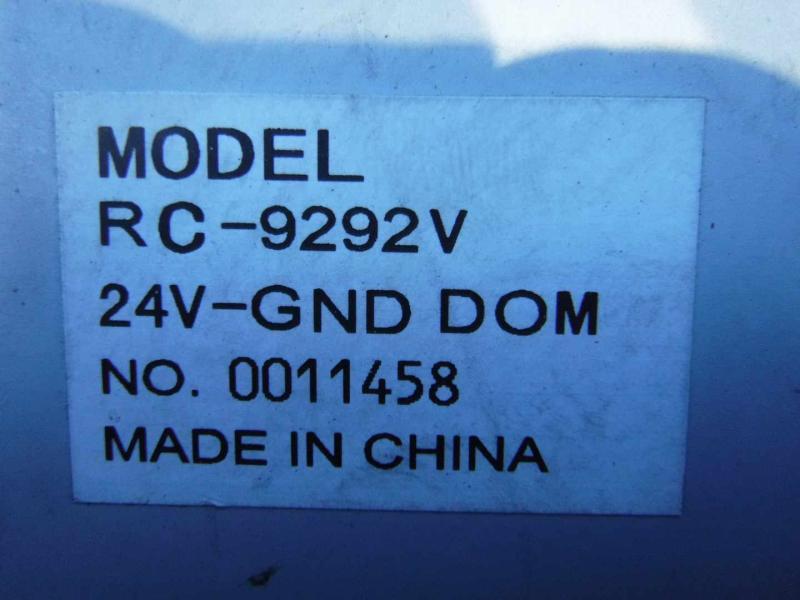 MODEL
RC-9292V
24V-GND DOM
NO. 0011458
MADE IN CHINA